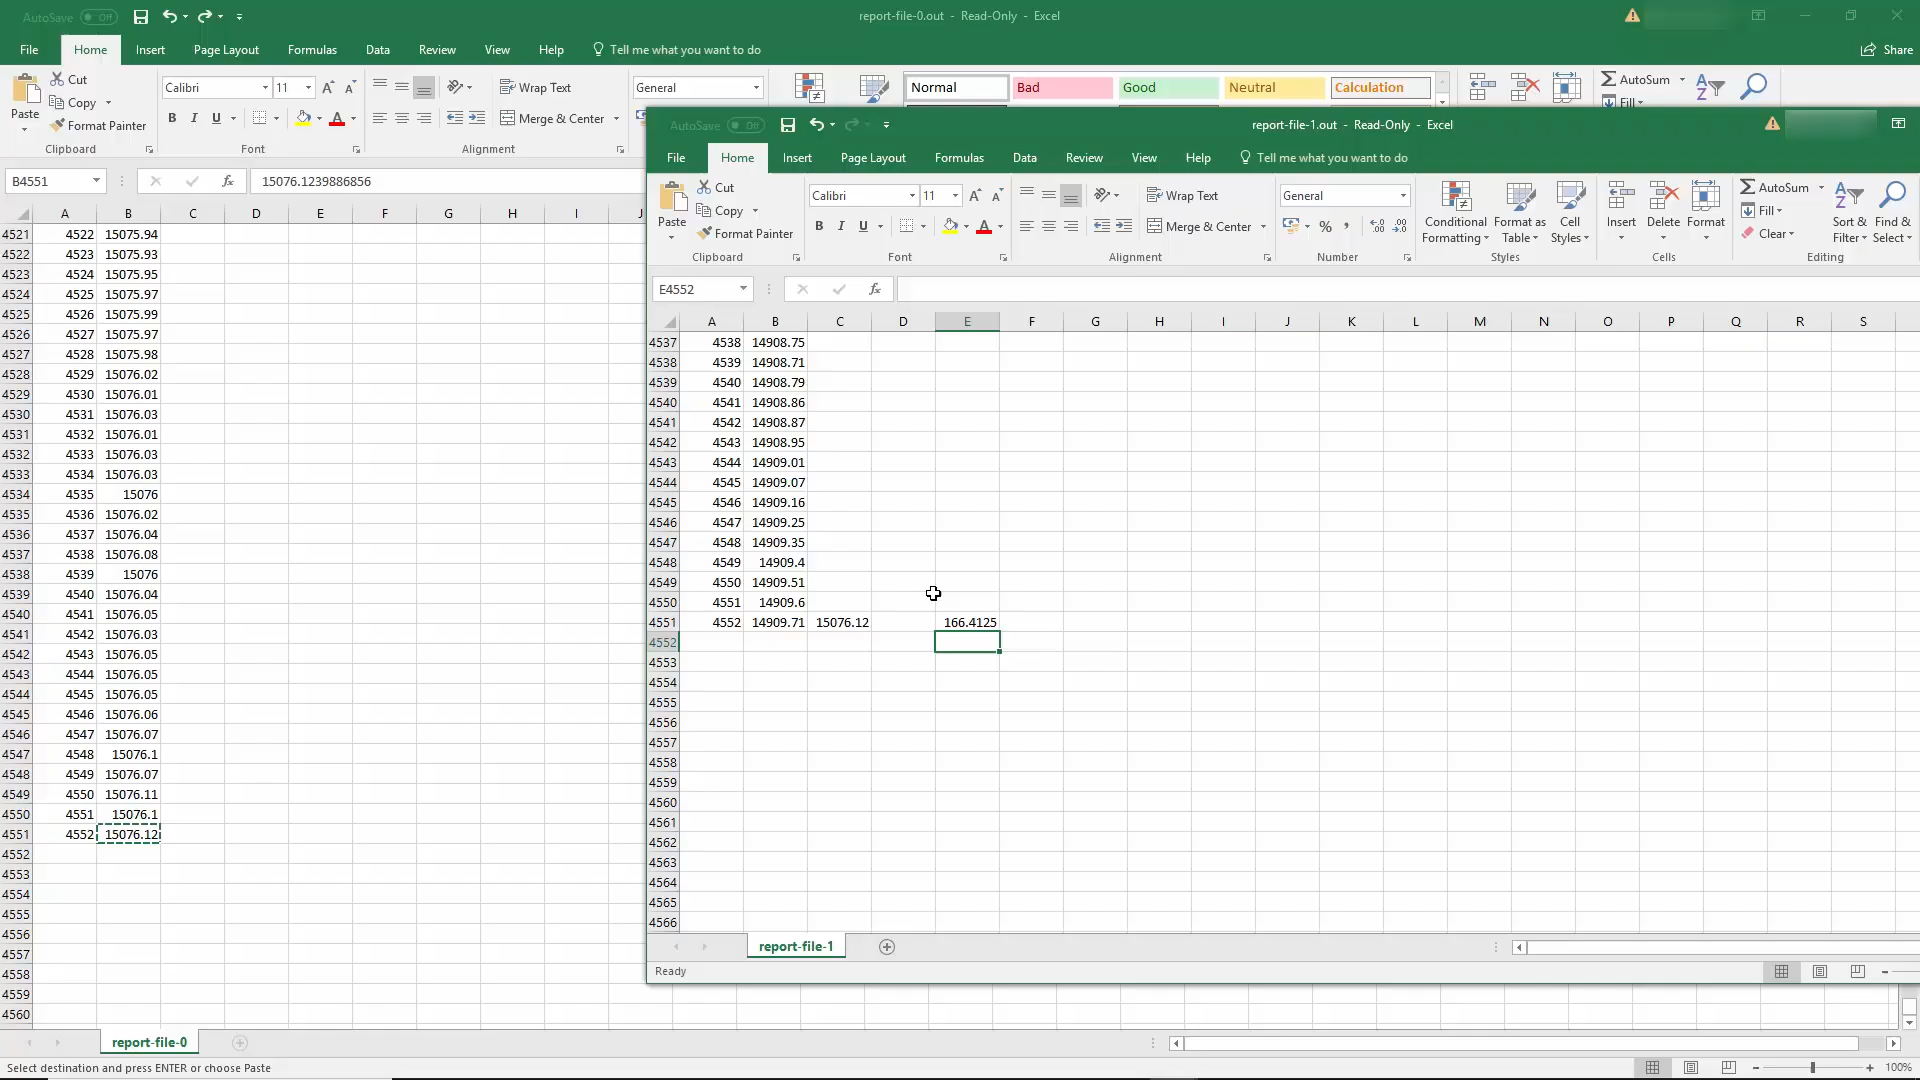 AutoSave Off
report-file-0.out - Read-Only - Excel
File Home Insert Page Layout Formulas Data Review View Help Tell me what you want to do Share
Cut
Copy
Format Painter
Paste
Calibri 11
B I U
Wrap Text
Merge & Center
General
Normal Bad Good Neutral Calculation
AutoSum
Fill
Clipboard Font Alignment
B4551 15076.1239886856
A B C D E F G H I J
4521 4522 15075.94
4522 4523 15075.93
4523 4524 15075.95
4524 4525 15075.97
4525 4526 15075.99
4526 4527 15075.97
4527 4528 15075.98
4528 4529 15076.02
4529 4530 15076.01
4530 4531 15076.03
4531 4532 15076.01
4532 4533 15076.03
4533 4534 15076.03
4534 4535 15076
4535 4536 15076.02
4536 4537 15076.04
4537 4538 15076.08
4538 4539 15076
4539 4540 15076.04
4540 4541 15076.05
4541 4542 15076.03
4542 4543 15076.05
4543 4544 15076.05
4544 4545 15076.05
4545 4546 15076.06
4546 4547 15076.07
4547 4548 15076.1
4548 4549 15076.07
4549 4550 15076.11
4550 4551 15076.1
4551 4552 15076.12
4552
4553
4554
4555
4556
4557
4558
4559
4560
report-file-0
Select destination and press ENTER or choose Paste
100%
AutoSave Off
report-file-1.out - Read-Only - Excel
File Home Insert Page Layout Formulas Data Review View Help Tell me what you want to do
Cut
Copy
Format Painter
Paste
Calibri 11
B I U
Wrap Text
Merge & Center
General
%
Conditional Formatting
Format as Table
Cell Styles
Insert Delete Format
AutoSum
Fill
Clear
Sort & Filter
Find & Select
Clipboard Font Alignment Number Styles Cells Editing
E4552
A B C D E F G H I J K L M N O P Q R S
4537 4538 14908.75
4538 4539 14908.71
4539 4540 14908.79
4540 4541 14908.86
4541 4542 14908.87
4542 4543 14908.95
4543 4544 14909.01
4544 4545 14909.07
4545 4546 14909.16
4546 4547 14909.25
4547 4548 14909.35
4548 4549 14909.4
4549 4550 14909.51
4550 4551 14909.6
4551 4552 14909.71 15076.12 166.4125
4552
4553
4554
4555
4556
4557
4558
4559
4560
4561
4562
4563
4564
4565
4566
report-file-1
Ready